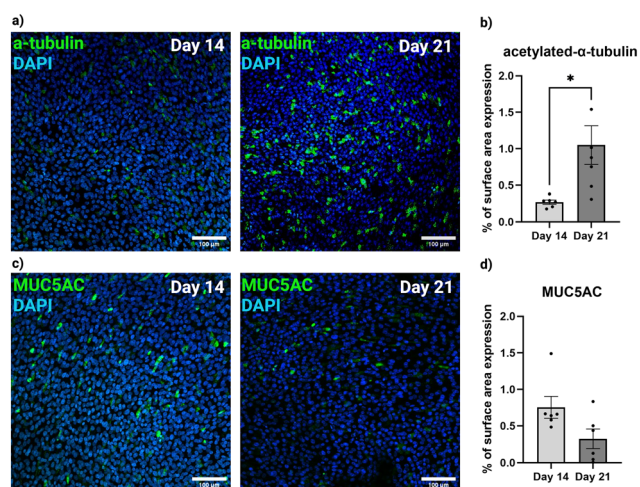 a)
a-tubulin
DAPI
Day 14
100 µm
a-tubulin
DAPI
Day 21
100 µm
b)
acetylated-α-tubulin
% of surface area expression
2.0
1.5
1.0
0.5
0.0
*
Day 14 Day 21
c)
MUC5AC
DAPI
Day 14
100 µm
MUC5AC
DAPI
Day 21
100 µm
d)
MUC5AC
% of surface area expression
2.0
1.5
1.0
0.5
0.0
Day 14 Day 21